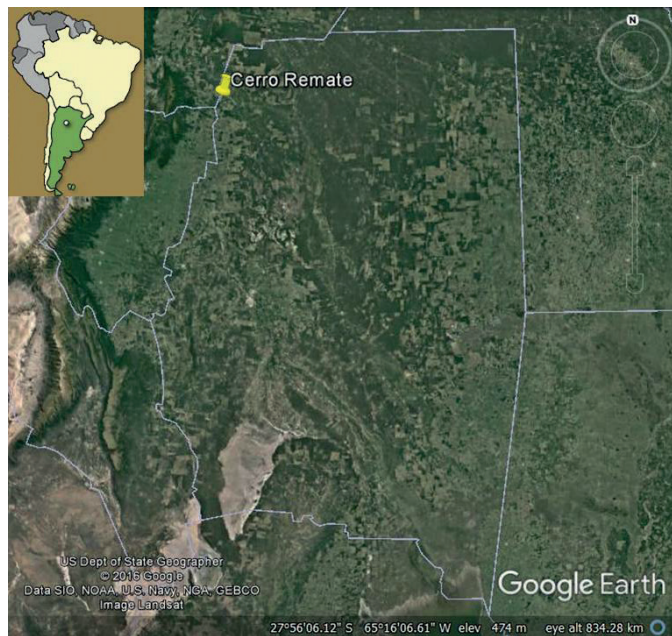 N
Cerro Remate
US Dept of State Geographer
© 2016 Google
Data SIO, NOAA, U.S. Navy, NGA, GEBCO
Image Landsat
Google Earth
27°56'06.12" S 65°16'06.61" W elev 474 m eye alt 834.28 km